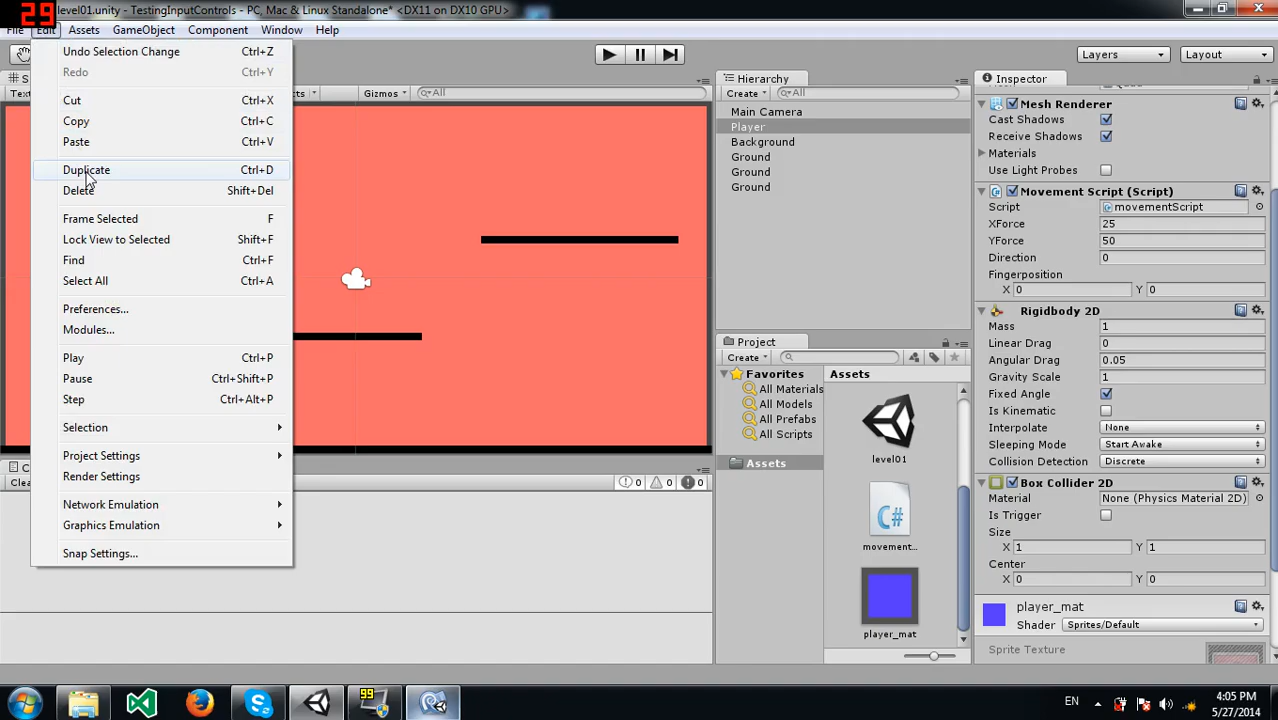 29
level01.unity - TestingInputControls - PC, Mac & Linux Standalone* <DX11 on DX10 GPU>
File Edit Assets GameObject Component Window Help
Undo Selection Change Ctrl+Z
Redo Ctrl+Y
Cut Ctrl+X
Copy Ctrl+C
Paste Ctrl+V
Duplicate Ctrl+D
Delete Shift+Del
Frame Selected F
Lock View to Selected Shift+F
Find Ctrl+F
Select All Ctrl+A
Preferences...
Modules...
Play Ctrl+P
Pause Ctrl+Shift+P
Step Ctrl+Alt+P
Selection
Project Settings
Render Settings
Network Emulation
Graphics Emulation
Snap Settings...
Gizmos All
0 0 0
Layers Layout
Hierarchy
Create All
Main Camera
Player
Background
Ground
Ground
Ground
Project
Create
Favorites
All Materials
All Models
All Prefabs
All Scripts
Assets
Assets
level01
movement...
player_mat
Inspector
Mesh Renderer
Cast Shadows
Receive Shadows
Materials
Use Light Probes
Movement Script (Script)
Script movementScript
XForce 25
YForce 50
Direction 0
Fingerposition
X 0 Y 0
Rigidbody 2D
Mass 1
Linear Drag 0
Angular Drag 0.05
Gravity Scale 1
Fixed Angle
Is Kinematic
Interpolate None
Sleeping Mode Start Awake
Collision Detection Discrete
Box Collider 2D
Material None (Physics Material 2D)
Is Trigger
Size
X 1 Y 1
Center
X 0 Y 0
player_mat
Shader Sprites/Default
Sprite Texture
99
EN
4:05 PM
5/27/2014